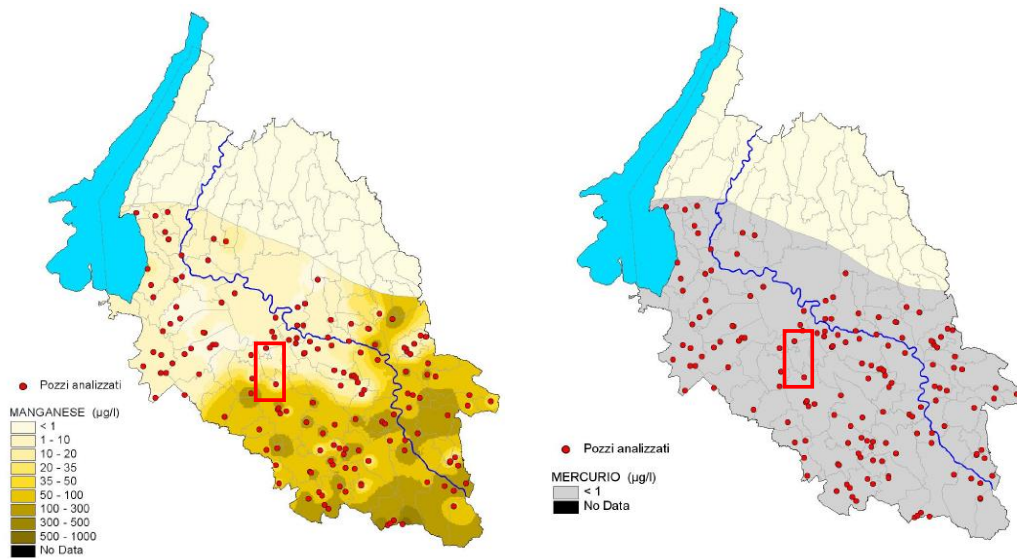 Pozzi analizzati
MANGANESE (µg/l)
< 1
1 - 10
10 - 20
20 - 35
35 - 50
50 - 100
100 - 300
300 - 500
500 - 1000
No Data
Pozzi analizzati
MERCURIO (µg/l)
< 1
No Data